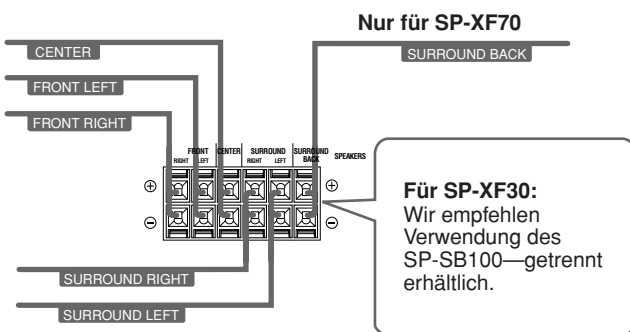 Nur für SP-XF70
CENTER
SURROUND BACK
FRONT LEFT
FRONT RIGHT
FRONT CENTER SURROUND SURROUND BACK SPEAKERS
RIGHT LEFT RIGHT LEFT
⊕ ⊕
⊖ ⊖
Für SP-XF30:
Wir empfehlen
Verwendung des
SP-SB100—getrennt
erhältlich.
SURROUND RIGHT
SURROUND LEFT